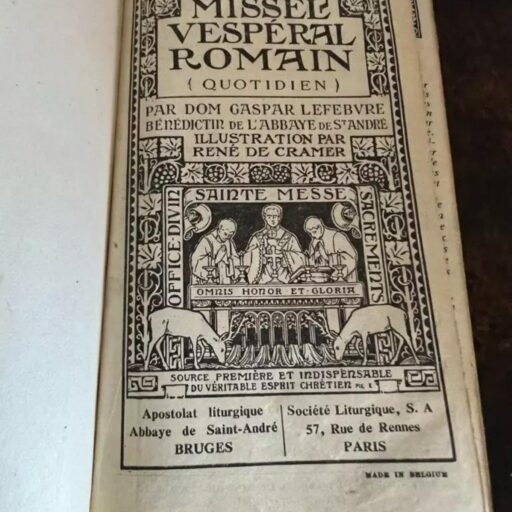 MISSEL
VESPÉRAL
ROMAIN
(QUOTIDIEN)
PAR DOM GASPAR LEFEBVRE
BÉNÉDICTIN DE L'ABBAYE DE St ANDRÉ
ILLUSTRATION PAR
RENÉ DE CRAMER
OFFICE·DIVIN
SAINTE MESSE
SACREMENTS
OMNIS HONOR ET·GLORIA
SOURCE PREMIÈRE ET INDISPENSABLE
DU VÉRITABLE ESPRIT CHRÉTIEN PIE X
Apostolat liturgique
Abbaye de Saint-André
BRUGES
Société Liturgique, S. A
57, Rue de Rennes
PARIS
MADE IN BELGIUM